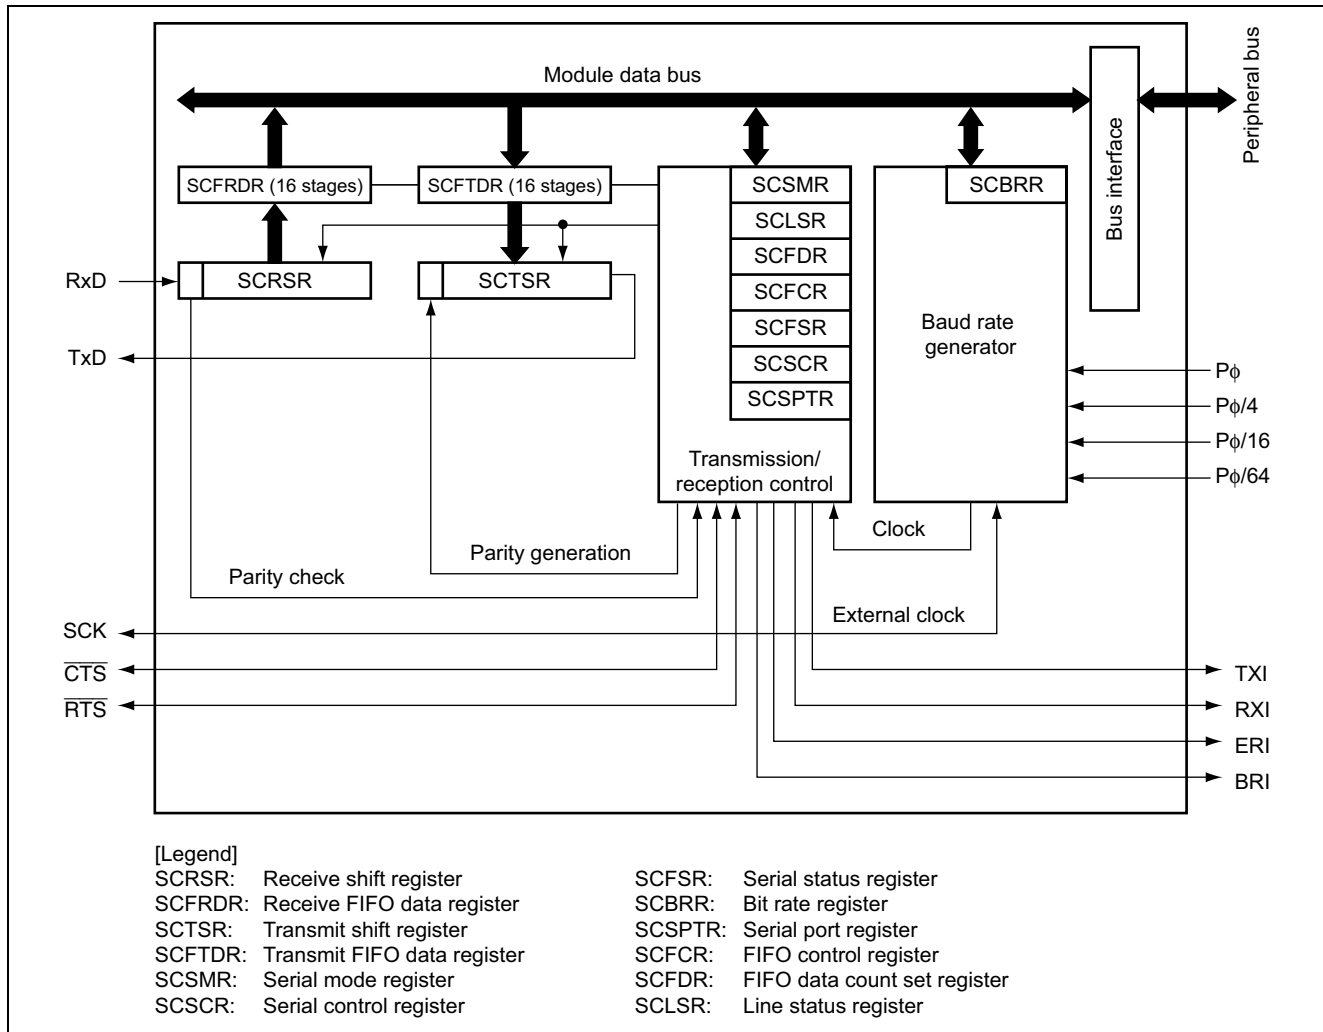 Module data bus
Peripheral bus
Bus interface
SCFRDR (16 stages)
SCFTDR (16 stages)
SCSMR
SCBRR
SCLSR
SCFDR
SCRSR
SCTSR
RxD
SCFCR
SCFSR
Baud rate
generator
TxD
SCSCR
Pϕ
SCSPTR
Pϕ/4
Pϕ/16
Transmission/
reception control
Pϕ/64
Clock
Parity generation
Parity check
External clock
SCK
CTS
TXI
RTS
RXI
ERI
BRI
[Legend]
SCRSR: Receive shift register
SCFRDR: Receive FIFO data register
SCTSR: Transmit shift register
SCFTDR: Transmit FIFO data register
SCSMR: Serial mode register
SCSCR: Serial control register
SCFSR: Serial status register
SCBRR: Bit rate register
SCSPTR: Serial port register
SCFCR: FIFO control register
SCFDR: FIFO data count set register
SCLSR: Line status register